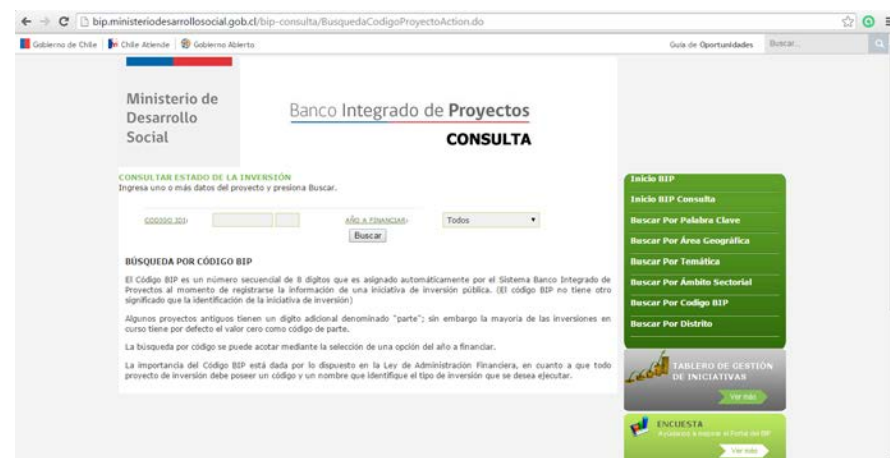 bip.ministeriodesarrollosocial.gob.cl/bip-consulta/BusquedaCodigoProyectoAction.do
Gobierno de Chile
Chile Atiende
Gobierno Abierto
Guía de Oportunidades
Buscar...
Ministerio de
Desarrollo
Social
Banco Integrado de Proyectos
CONSULTA
CONSULTAR ESTADO DE LA INVERSIÓN
Ingresa uno o más datos del proyecto y presiona Buscar.
CODIGO IDI:
AÑO A FINANCIAR:
Todos
Buscar
BÚSQUEDA POR CÓDIGO BIP
El Código BIP es un número secuencial de 8 dígitos que es asignado automáticamente por el Sistema Banco Integrado de
Proyectos al momento de registrarse la información de una iniciativa de inversión pública. (El código BIP no tiene otro
significado que la identificación de la iniciativa de inversión)
Algunos proyectos antiguos tienen un dígito adicional denominado "parte"; sin embargo la mayoría de las inversiones en
curso tiene por defecto el valor cero como código de parte.
La búsqueda por código se puede acotar mediante la selección de una opción del año a financiar.
La importancia del Código BIP está dada por lo dispuesto en la Ley de Administración Financiera, en cuanto a que todo
proyecto de inversión debe poseer un código y un nombre que identifique el tipo de inversión que se desea ejecutar.
Inicio BIP
Inicio BIP Consulta
Buscar Por Palabra Clave
Buscar Por Área Geográfica
Buscar Por Temática
Buscar Por Ámbito Sectorial
Buscar Por Codigo BIP
Buscar Por Distrito
TABLERO DE GESTIÓN
DE INICIATIVAS
Ver más
ENCUESTA
Ayúdanos a mejorar el Portal del BIP
Ver más